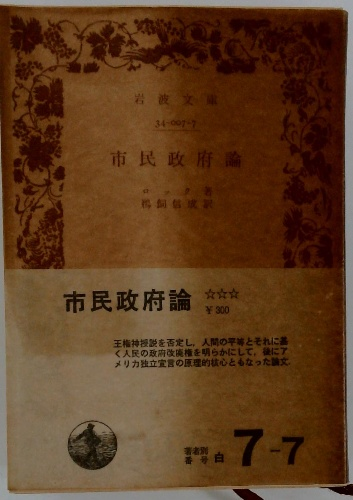 岩波文庫
34-007-7
市民政府論
ロック著
鵜飼信成訳
市民政府論 ☆☆☆
¥300
王権神授説を否定し，人間の平等とそれに基
く人民の政府改廃権を明らかにして，後にア
メリカ独立宣言の原理的核心ともなった論文．
著者別
番号 白 7-7